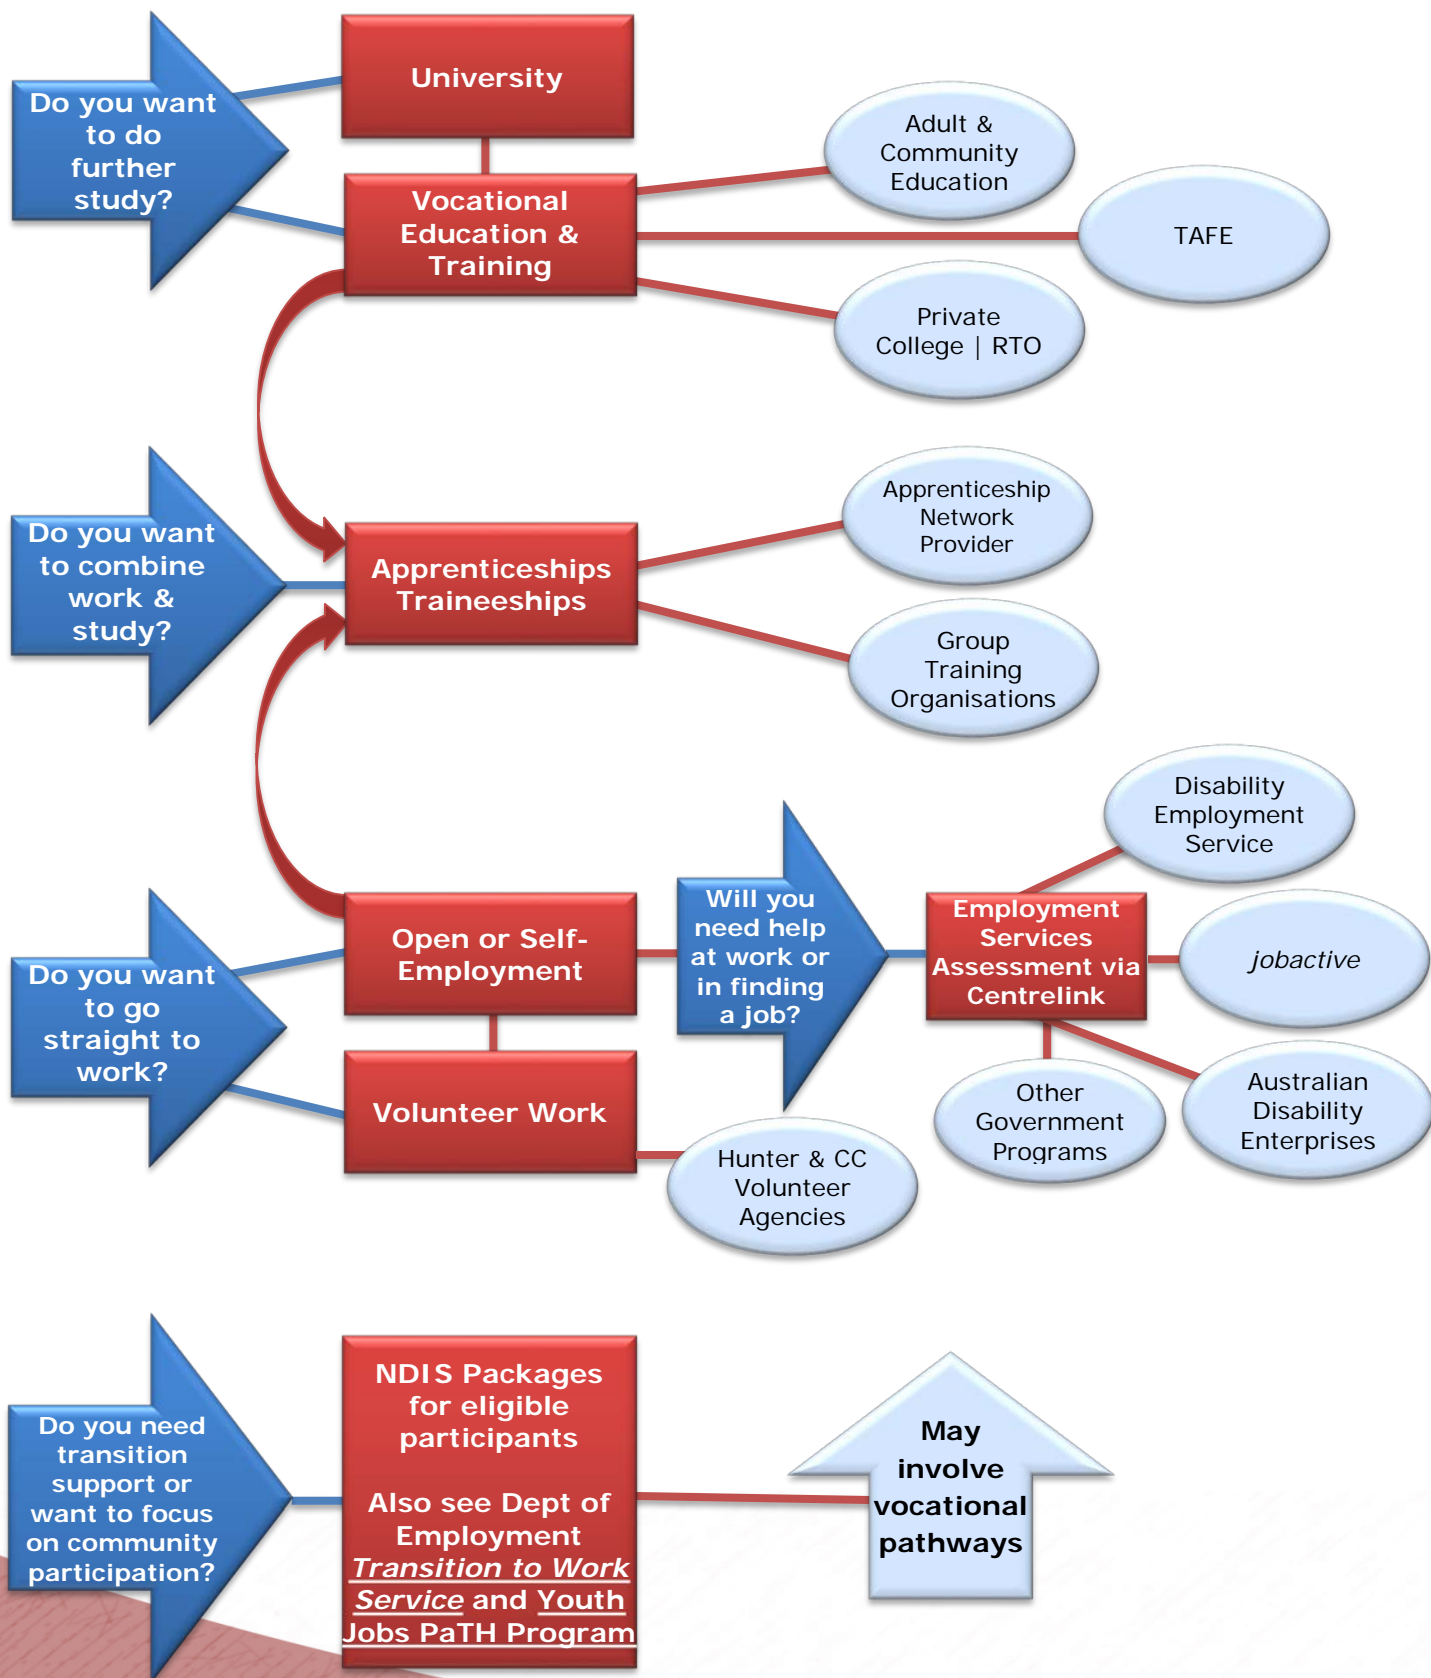 Do you want
to do
further
study?
University
Vocational
Education &
Training
Adult &
Community
Education
TAFE
Private
College | RTO
Do you want
to combine
work &
study?
Apprenticeships
Traineeships
Apprenticeship
Network
Provider
Group
Training
Organisations
Do you want
to go
straight to
work?
Open or Self-
Employment
Volunteer Work
Will you
need help
at work or
in finding
a job?
Employment
Services
Assessment via
Centrelink
Disability
Employment
Service
jobactive
Australian
Disability
Enterprises
Other
Government
Programs
Hunter & CC
Volunteer
Agencies
Do you need
transition
support or
want to focus
on community
participation?
NDIS Packages
for eligible
participants
Also see Dept of
Employment
Transition to Work
Service and Youth
Jobs PaTH Program
May
involve
vocational
pathways